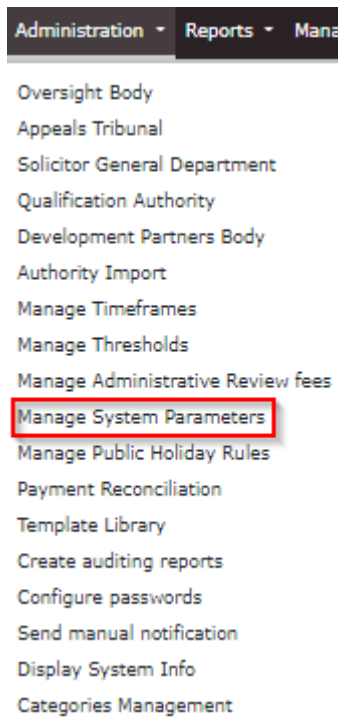 Administration Reports Mana
Oversight Body
Appeals Tribunal
Solicitor General Department
Qualification Authority
Development Partners Body
Authority Import
Manage Timeframes
Manage Thresholds
Manage Administrative Review fees
Manage System Parameters
Manage Public Holiday Rules
Payment Reconciliation
Template Library
Create auditing reports
Configure passwords
Send manual notification
Display System Info
Categories Management